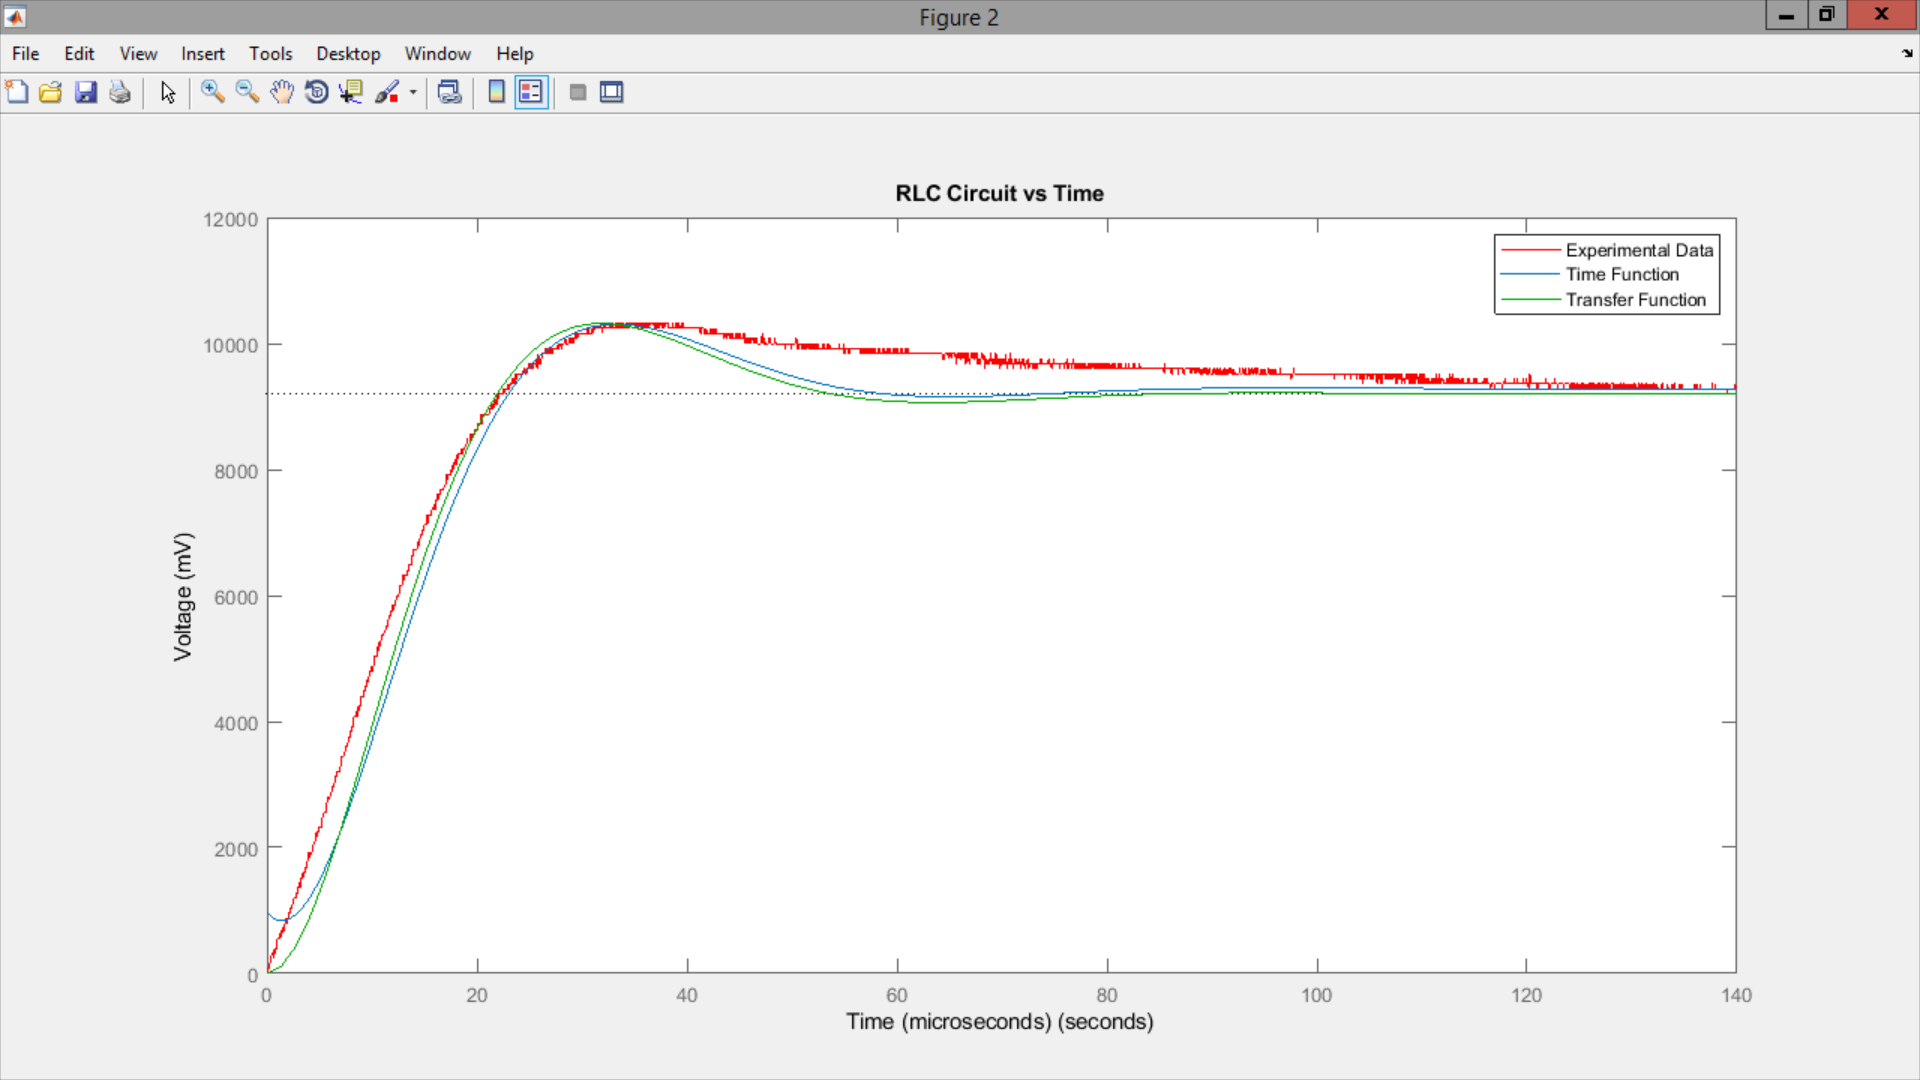 Figure 2
File Edit View Insert Tools Desktop Window Help
RLC Circuit vs Time
12000
10000
8000
6000
4000
2000
0
Voltage (mV)
Experimental Data
Time Function
Transfer Function
0 20 40 60 80 100 120 140
Time (microseconds) (seconds)